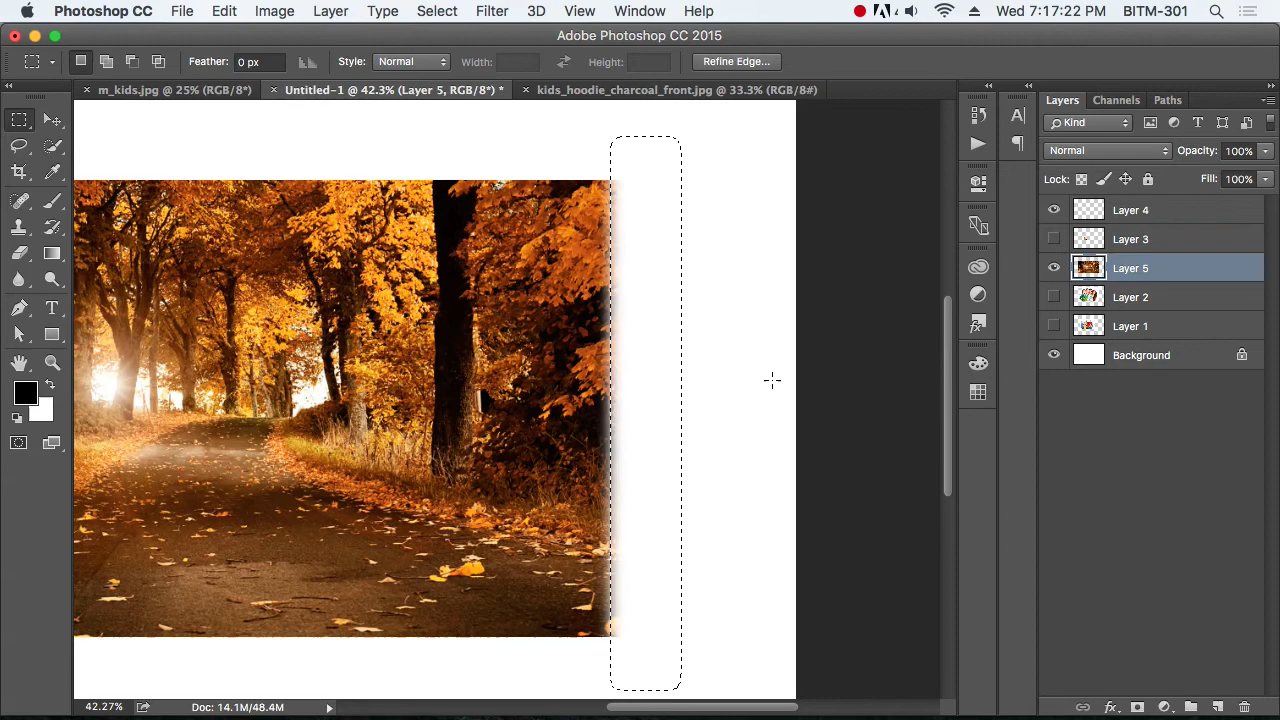 Photoshop CC File Edit Image Layer Type Select Filter 3D View Window Help 4 Wed 7:17:22 PM BITM-301
Adobe Photoshop CC 2015
Feather: 0 px Style: Normal Width: Height: Refine Edge...
× m_kids.jpg @ 25% (RGB/8*) × Untitled-1 @ 42.3% (Layer 5, RGB/8*) * × kids_hoodie_charcoal_front.jpg @ 33.3% (RGB/8#)
Layers Channels Paths
Kind
Normal Opacity: 100%
Lock: Fill: 100%
Layer 4
Layer 3
Layer 5
Layer 2
Layer 1
Background
42.27% Doc: 14.1M/48.4M